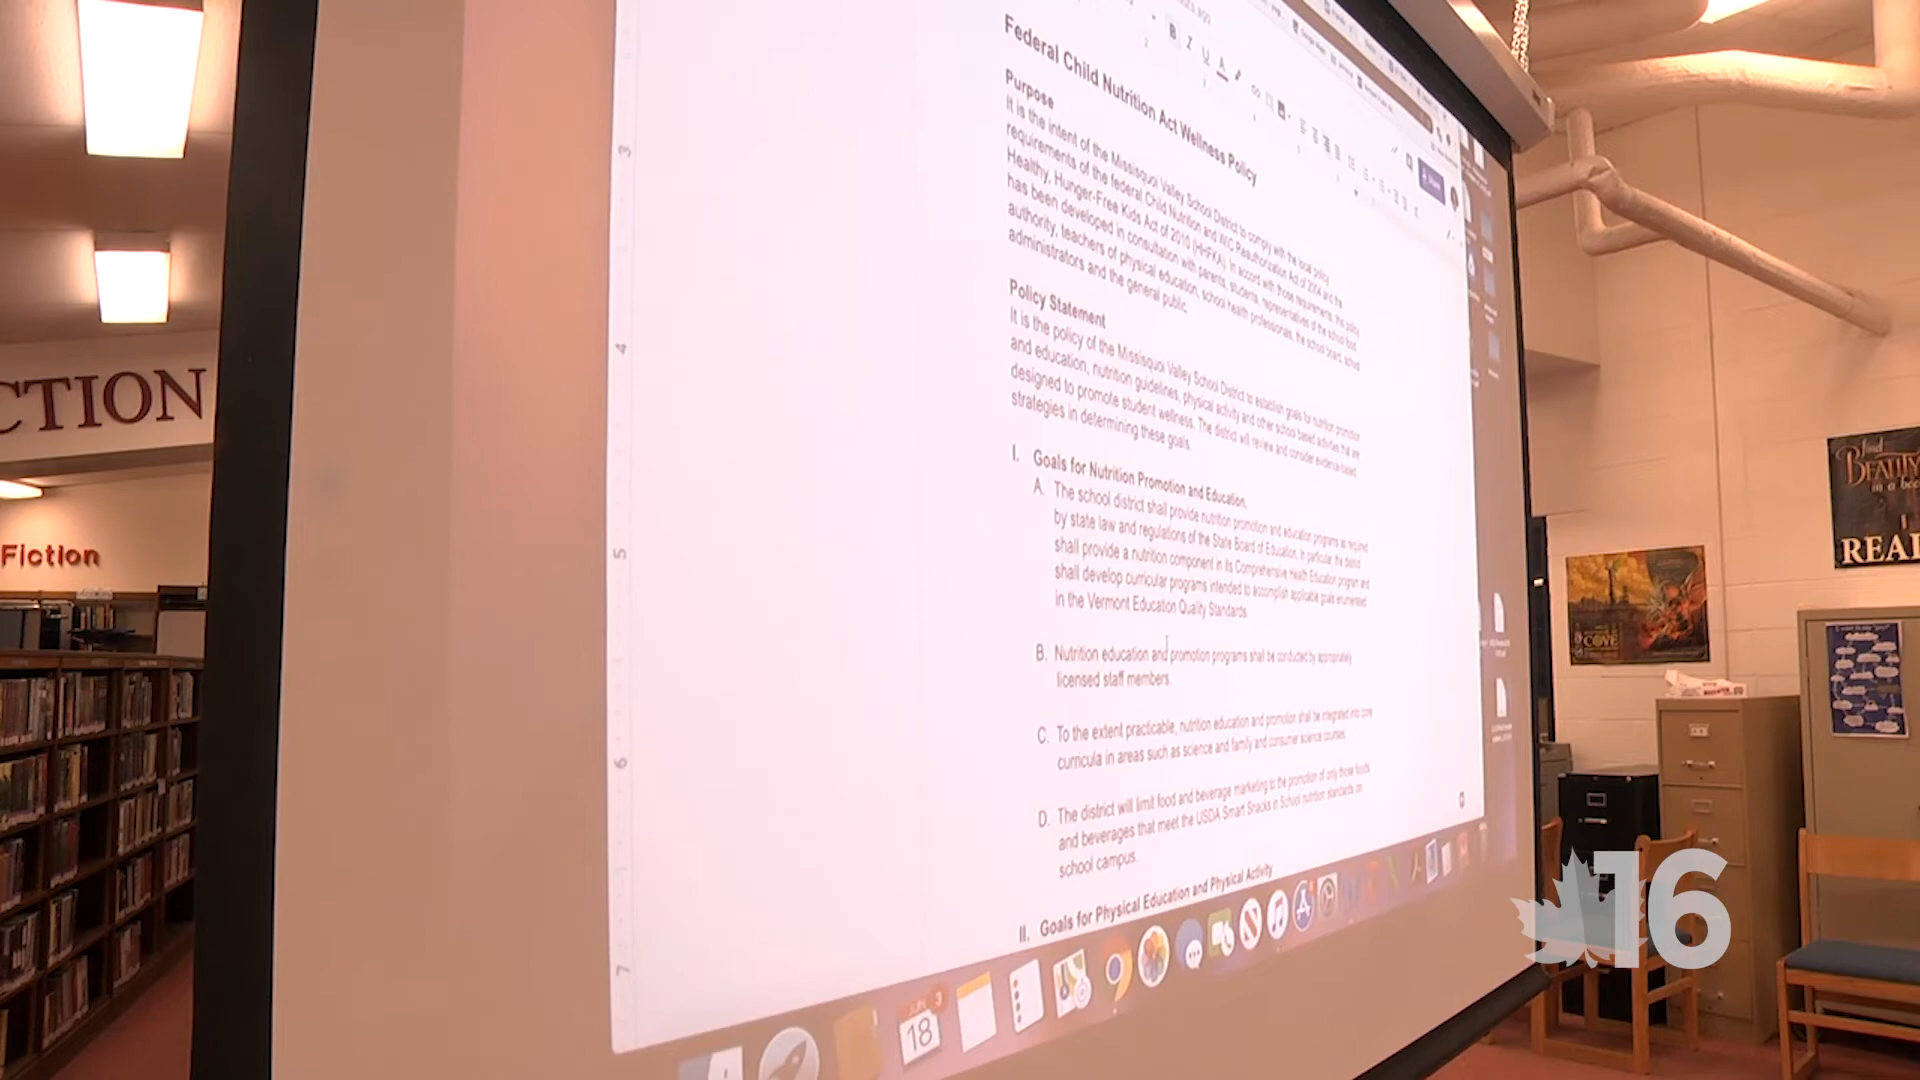 Federal Child Nutrition Act Wellness Policy
Purpose
It is the intent of the Missisquoi Valley School District to comply with the local policy
requirements of the federal Child Nutrition and WIC Reauthorization Act of 2004 and the
Healthy, Hunger-Free Kids Act of 2010 (HHFKA). In accord with those requirements, this policy
has been developed in consultation with parents, students, representatives of the school food
authority, teachers of physical education, school health professionals, the school board, school
administrators and the general public.
Policy Statement
It is the policy of the Missisquoi Valley School District to establish goals for nutrition promotion
and education, nutrition guidelines, physical activity and other school based activities that are
designed to promote student wellness. The district will review and consider evidence-based
strategies in determining these goals.
I. Goals for Nutrition Promotion and Education.
A. The school district shall provide nutrition promotion and education programs as required
by state law and regulations of the State Board of Education. In particular the district
shall provide a nutrition component in its Comprehensive Health Education program and
shall develop curricular programs intended to accomplish applicable goals enumerated
in the Vermont Education Quality Standards.
B. Nutrition education and promotion programs shall be conducted by appropriately
licensed staff members.
C. To the extent practicable, nutrition education and promotion shall be integrated into core
curricula in areas such as science and family and consumer science courses.
D. The district will limit food and beverage marketing to the promotion of only those foods
and beverages that meet the USDA Smart Snacks in School nutrition standards on
school campus.
II. Goals for Physical Education and Physical Activity
3
4
5
6
7
B I U A
18
3
CTION
Fiction
find
BEAUTY
in a
REA
COVE
16